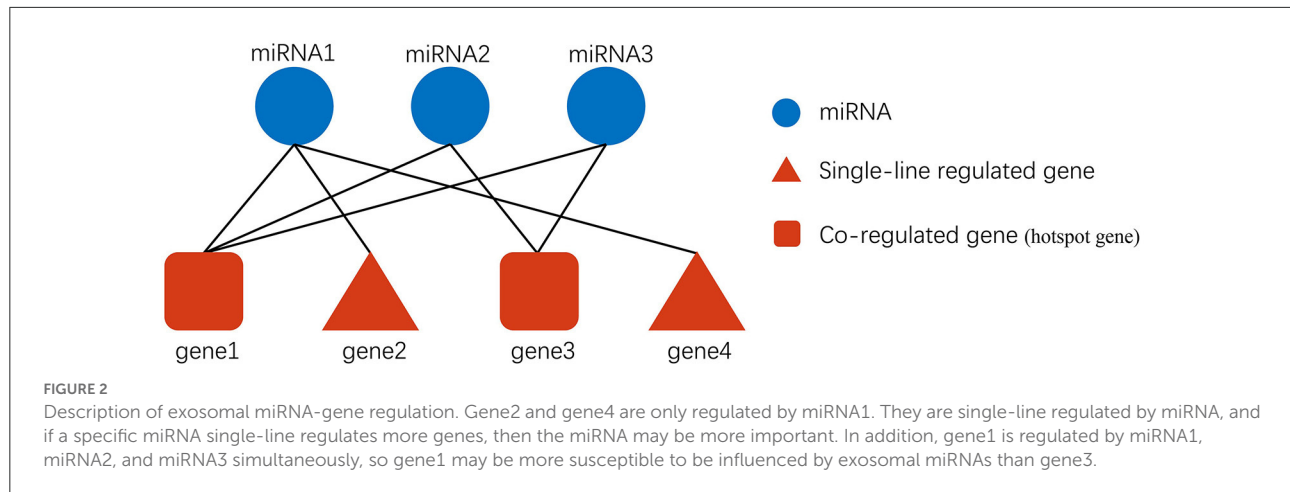 miRNA1 miRNA2 miRNA3
miRNA
Single-line regulated gene
Co-regulated gene (hotspot gene)
gene1 gene2 gene3 gene4
FIGURE 2
Description of exosomal miRNA-gene regulation. Gene2 and gene4 are only regulated by miRNA1. They are single-line regulated by miRNA, and
if a specific miRNA single-line regulates more genes, then the miRNA may be more important. In addition, gene1 is regulated by miRNA1,
miRNA2, and miRNA3 simultaneously, so gene1 may be more susceptible to be influenced by exosomal miRNAs than gene3.